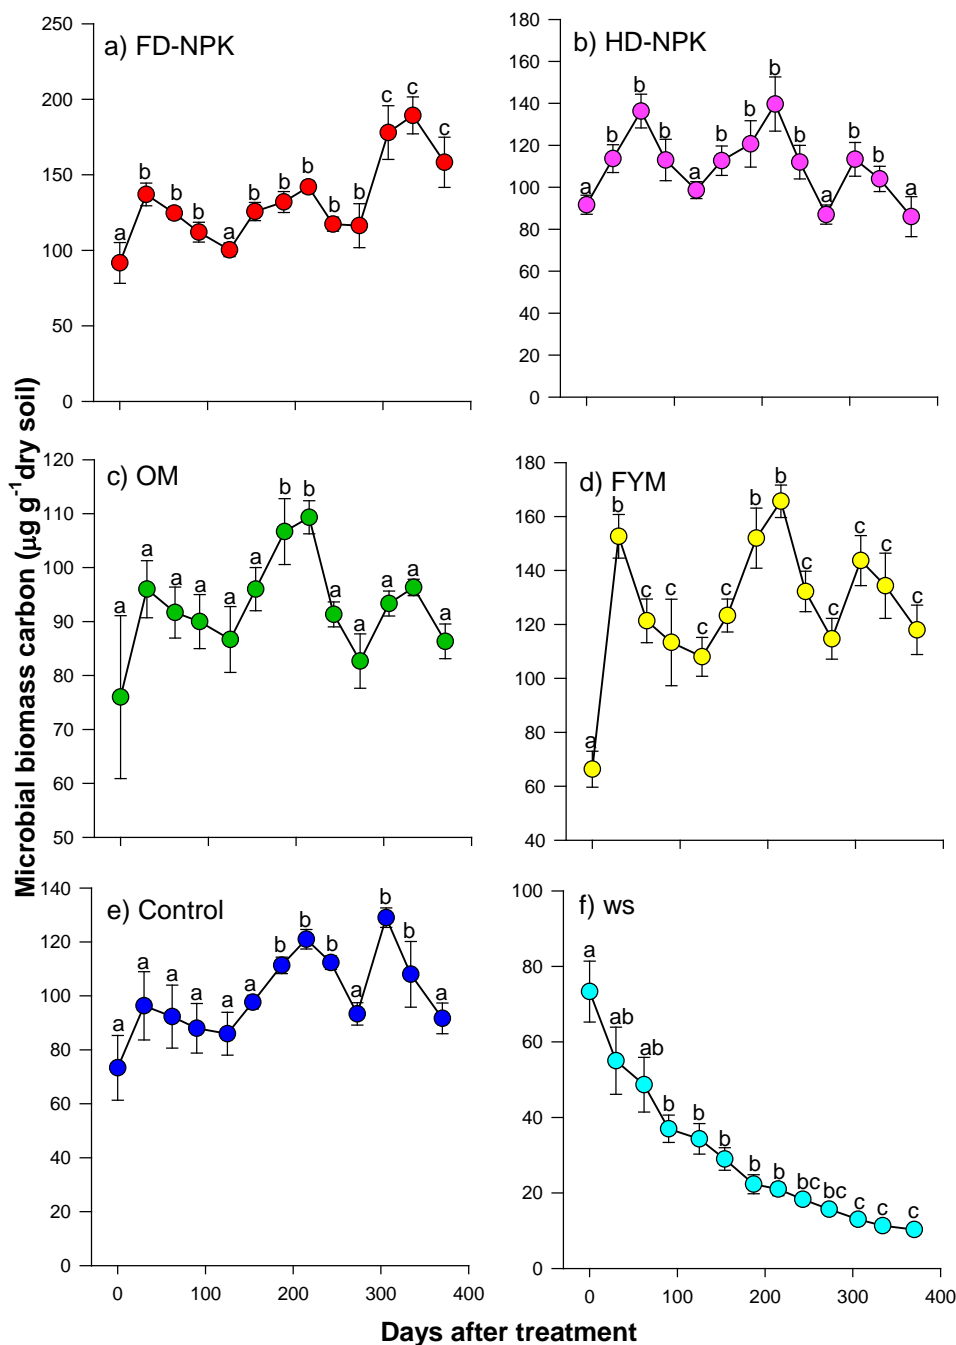 Microbial biomass carbon (µg g⁻¹dry soil)
a) FD-NPK
250
200
150
100
50
0
a
b
b
b
a
b
b
b
b
b
c
c
c
b) HD-NPK
180
160
140
120
100
80
60
40
20
0
a
b
b
b
a
b
b
b
b
a
b
b
a
c) OM
120
110
100
90
80
70
60
50
a
a
a
a
a
a
b
b
a
a
a
a
a
d) FYM
180
160
140
120
100
80
60
40
a
b
c
c
c
c
b
b
c
c
c
c
c
e) Control
140
120
100
80
60
40
20
0
a
a
a
a
a
a
b
b
b
a
b
b
a
0 100 200 300 400
f) ws
100
80
60
40
20
0
a
ab
ab
b
b
b
b
b
bc
bc
c
c
c
0 100 200 300 400
Days after treatment